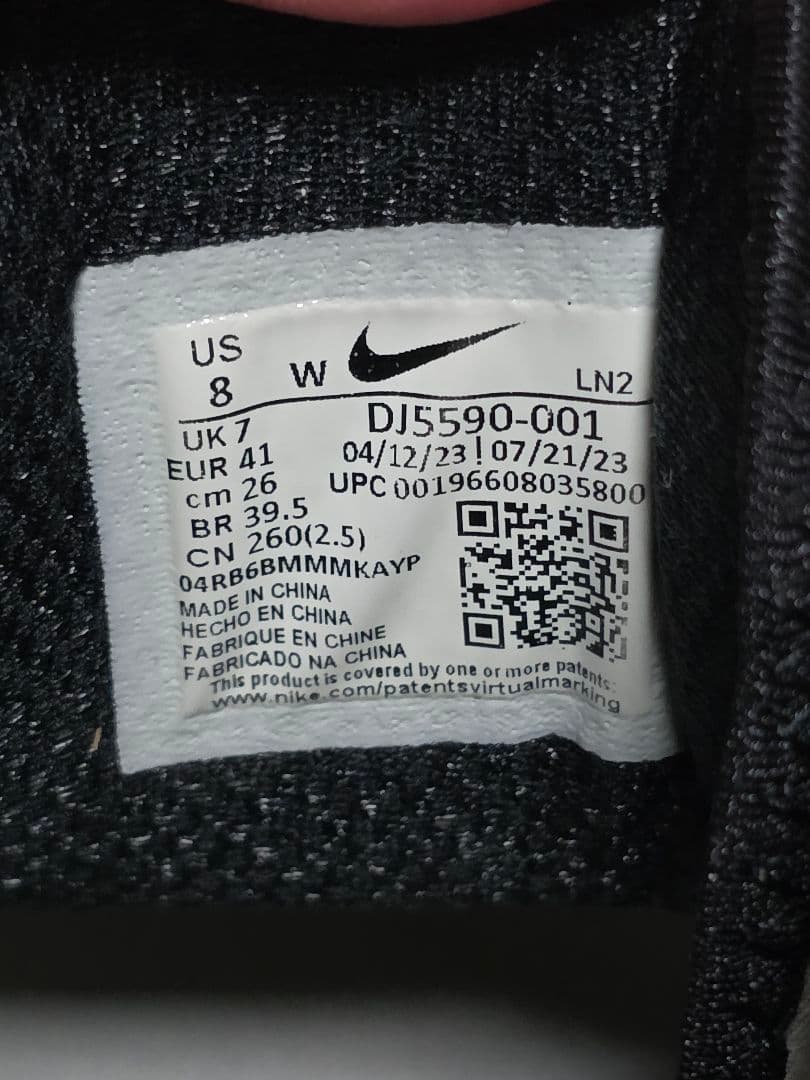 US
8 W LN2
UK 7 DJ5590-001
EUR 41 04/12/23 ! 07/21/23
cm 26 UPC 00196608035800
BR 39.5
CN 260(2.5)
04RB6BMMMKAYP
MADE IN CHINA
HECHO EN CHINA
FABRIQUE EN CHINE
FABRICADO NA CHINA
This product is covered by one or more patents:
www.nike.com/patentsvirtualmarking